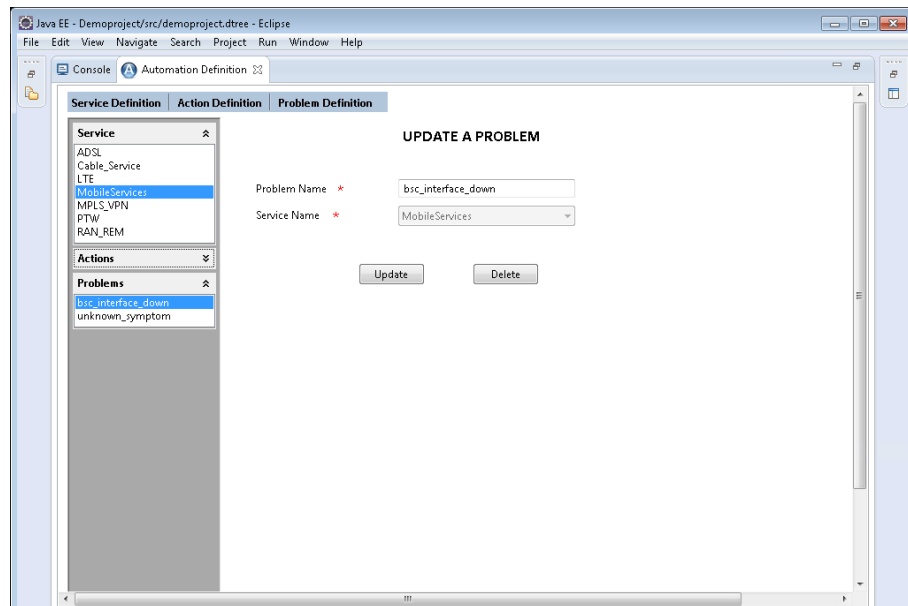 Java EE - Demoproject/src/demoproject.dtree - Eclipse
File Edit View Navigate Search Project Run Window Help
Console Automation Definition
Service Definition Action Definition Problem Definition
Service
ADSL
Cable_Service
LTE
MobileServices
MPLS_VPN
PTW
RAN_REM
Actions
Problems
bsc_interface_down
unknown_symptom
UPDATE A PROBLEM
Problem Name * bsc_interface_down
Service Name * MobileServices
Update Delete